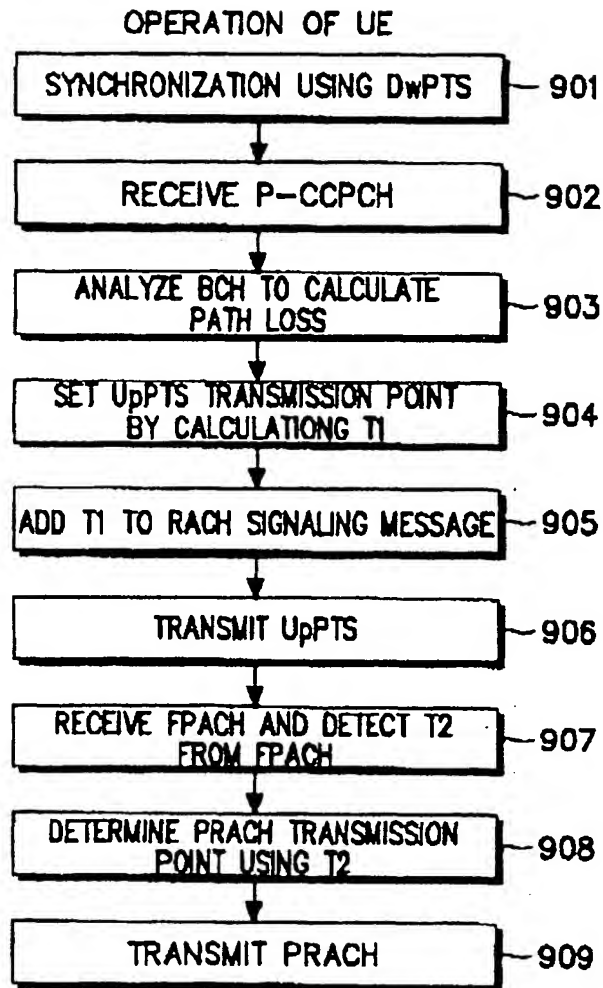 OPERATION OF UE
SYNCHRONIZATION USING DwPTS
901
RECEIVE P-CCPCH
902
ANALYZE BCH TO CALCULATE
PATH LOSS
903
SET UpPTS TRANSMISSION POINT
BY CALCULATIONG T1
904
ADD T1 TO RACH SIGNALING MESSAGE
905
TRANSMIT UpPTS
906
RECEIVE FPACH AND DETECT T2
FROM FPACH
907
DETERMINE PRACH TRANSMISSION
POINT USING T2
908
TRANSMIT PRACH
909